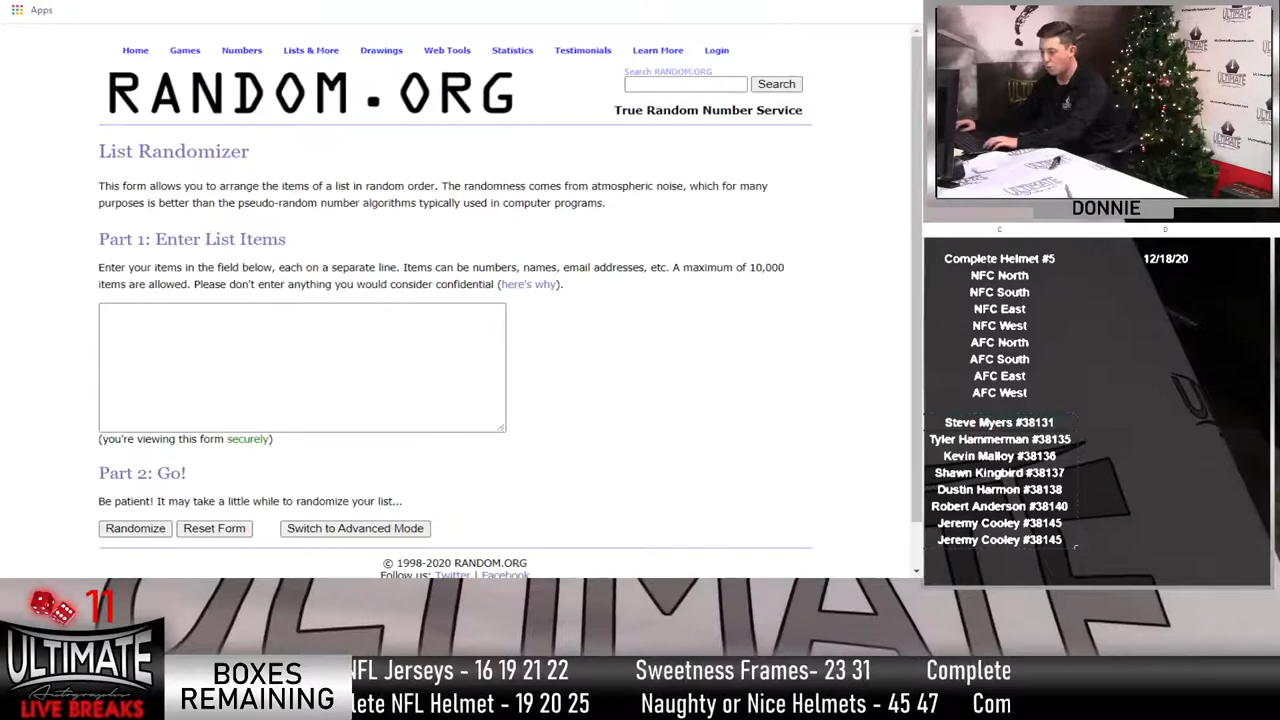 Apps
Home Games Numbers Lists & More Drawings Web Tools Statistics Testimonials Learn More Login
RANDOM.ORG
Search RANDOM.ORG
Search
True Random Number Service
List Randomizer
This form allows you to arrange the items of a list in random order. The randomness comes from atmospheric noise, which for many
purposes is better than the pseudo-random number algorithms typically used in computer programs.
Part 1: Enter List Items
Enter your items in the field below, each on a separate line. Items can be numbers, names, email addresses, etc. A maximum of 10,000
items are allowed. Please don't enter anything you would consider confidential (here's why).
(you're viewing this form securely)
Part 2: Go!
Be patient! It may take a little while to randomize your list...
Randomize Reset Form Switch to Advanced Mode
© 1998-2020 RANDOM.ORG
Follow us: Twitter | Facebook
ULTIMATE
DONNIE
C D
Complete Helmet #5 12/18/20
NFC North
NFC South
NFC East
NFC West
AFC North
AFC South
AFC East
AFC West
Steve Myers #38131
Tyler Hammerman #38135
Kevin Malloy #38136
Shawn Kingbird #38137
Dustin Harmon #38138
Robert Anderson #38140
Jeremy Cooley #38145
Jeremy Cooley #38145
11
ULTIMATE
Autographs
LIVE BREAKS
BOXES
REMAINING
NFL Jerseys - 16 19 21 22 Sweetness Frames- 23 31 Complete
lete NFL Helmet - 19 20 25 Naughty or Nice Helmets - 45 47 Com